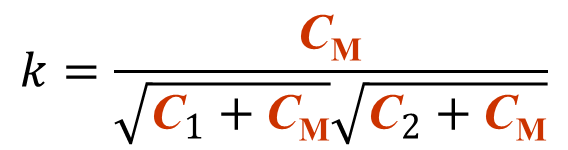 k = C_M / (√(C_1 + C_M) √(C_2 + C_M))